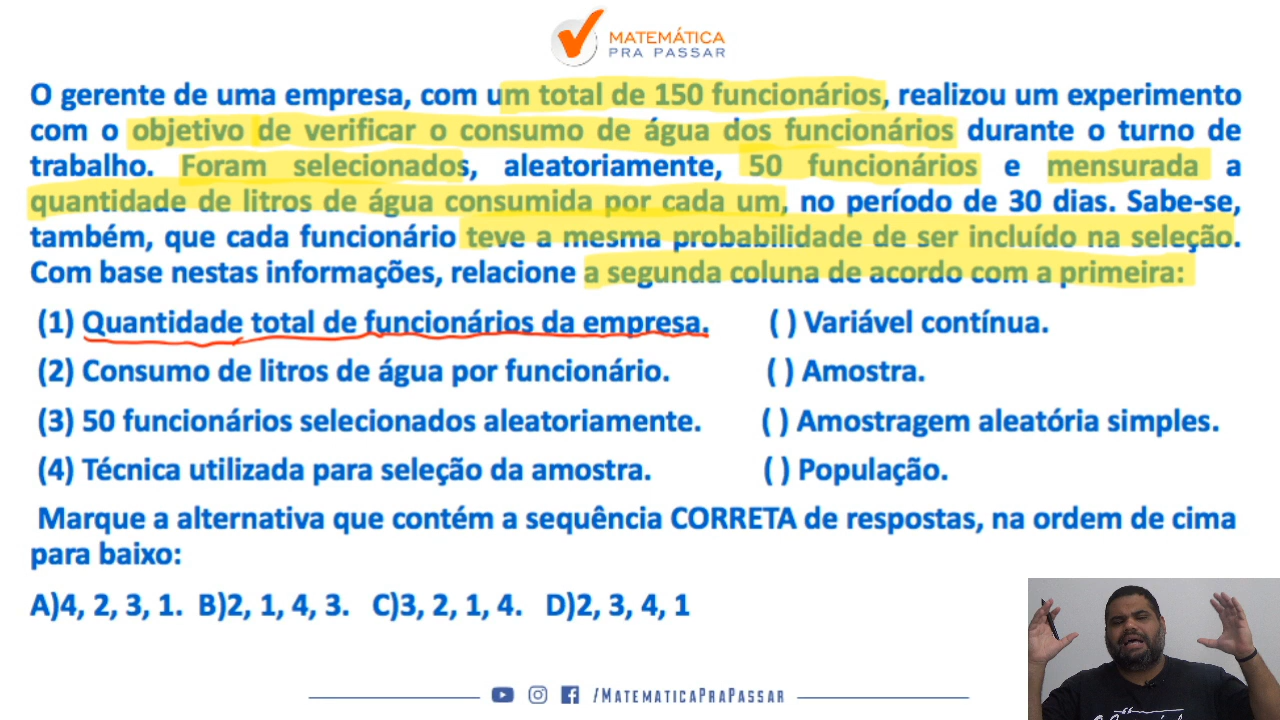 MATEMÁTICA
PRA PASSAR
O gerente de uma empresa, com um total de 150 funcionários, realizou um experimento
com o objetivo de verificar o consumo de água dos funcionários durante o turno de
trabalho. Foram selecionados, aleatoriamente, 50 funcionários e mensurada a
quantidade de litros de água consumida por cada um, no período de 30 dias. Sabe-se,
também, que cada funcionário teve a mesma probabilidade de ser incluído na seleção.
Com base nestas informações, relacione a segunda coluna de acordo com a primeira:
(1) Quantidade total de funcionários da empresa. ( ) Variável contínua.
(2) Consumo de litros de água por funcionário. ( ) Amostra.
(3) 50 funcionários selecionados aleatoriamente. ( ) Amostragem aleatória simples.
(4) Técnica utilizada para seleção da amostra. ( ) População.
Marque a alternativa que contém a sequência CORRETA de respostas, na ordem de cima
para baixo:
A)4, 2, 3, 1. B)2, 1, 4, 3. C)3, 2, 1, 4. D)2, 3, 4, 1
/MATEMATICAPRAPASSAR